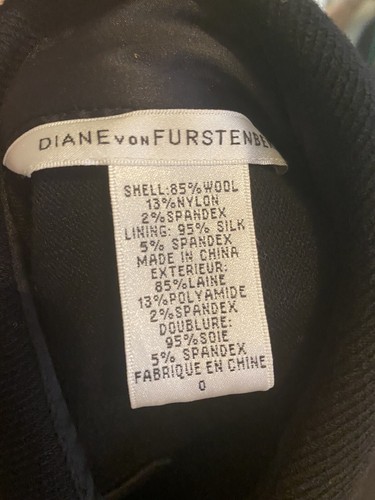 DIANE VON FURSTENBE
SHELL:85%WOOL
13%NYLON
2%SPANDEX
LINING: 95% SILK
5% SPANDEX
MADE IN CHINA
EXTERIEUR:
85%LAINE
13%POLYAMIDE
2%SPANDEX
DOUBLURE:
95%SOIE
5% SPANDEX
FABRIQUE EN CHINE
0